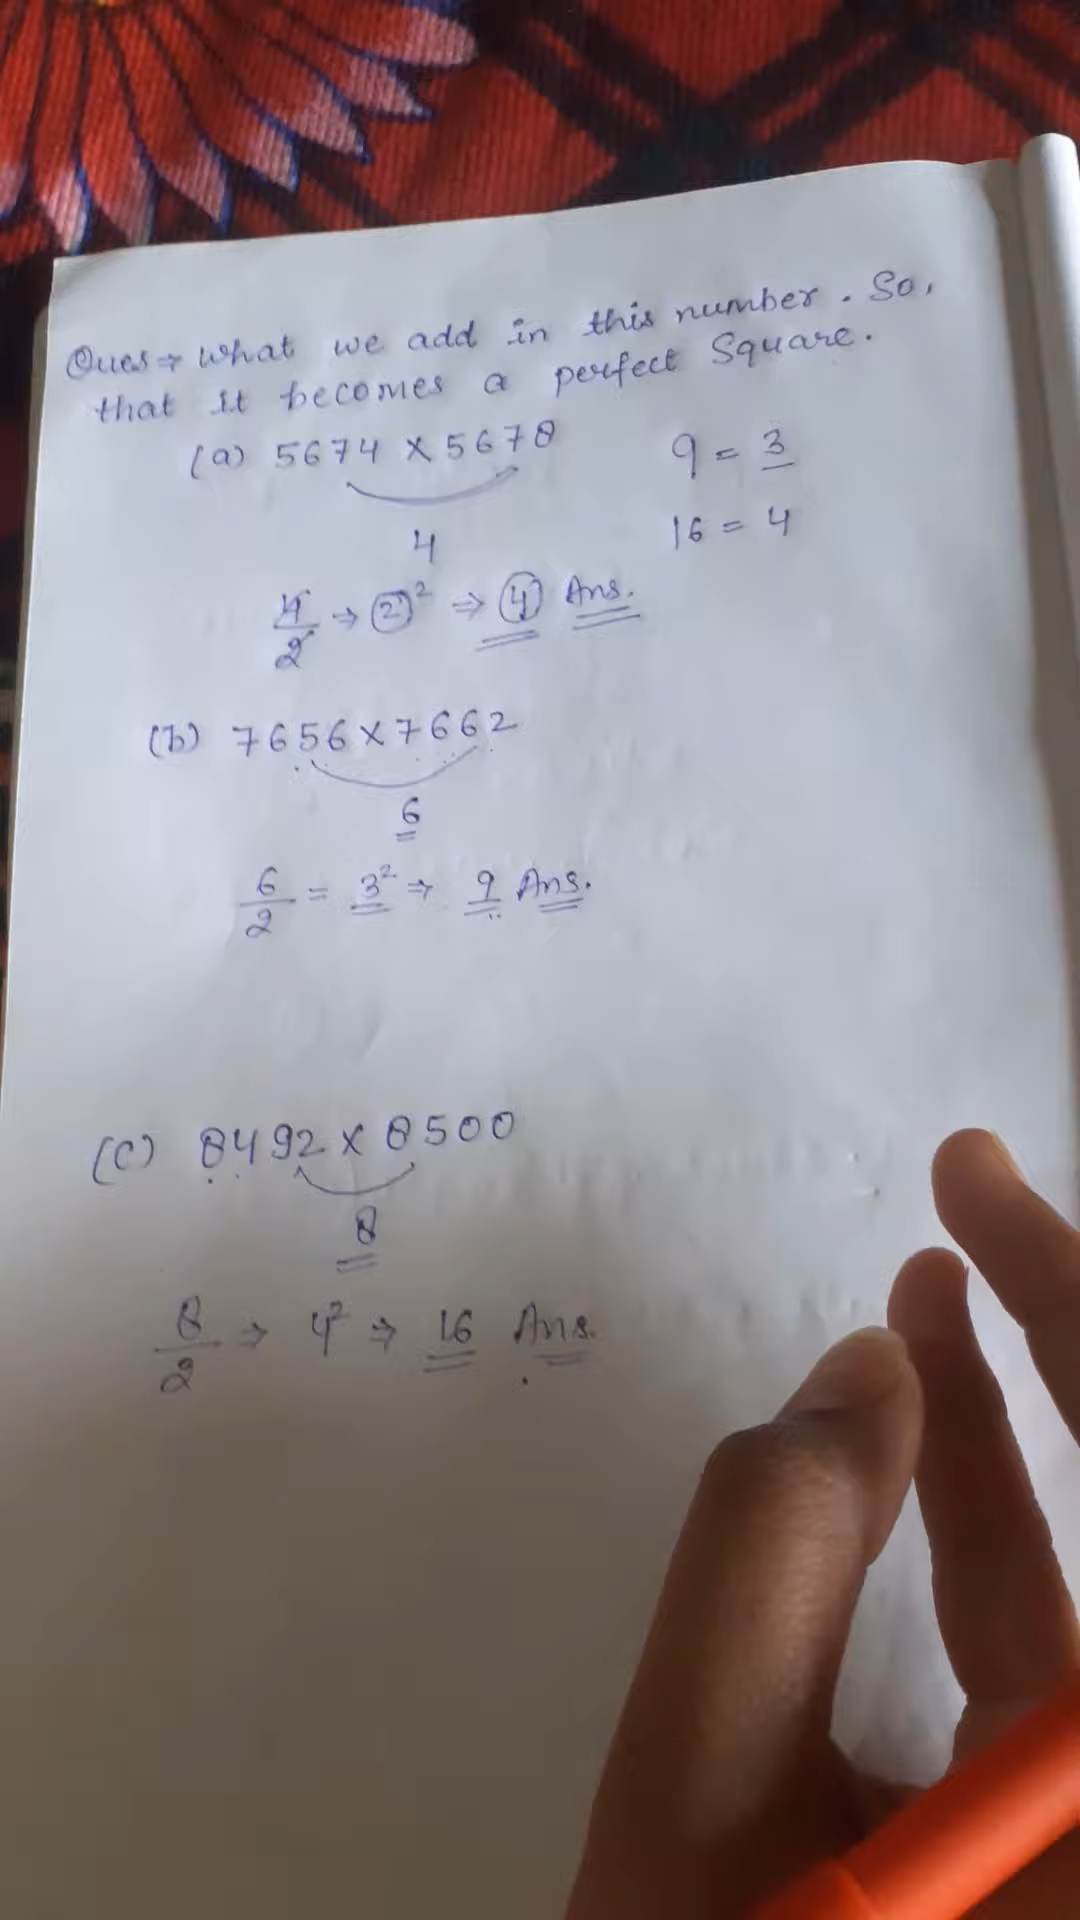 Ques⇒ What we add in this number. So,
that it becomes a perfect Square.
(a) 5674 × 5678
9 = 3
4
16 = 4
4/2 → 2² ⇒ 4 Ans.
(b) 7656 × 7662
6
6/2 = 3² ⇒ 9 Ans.
(C) 8492 × 8500
8
8/2 → 4² ⇒ 16 Ans.